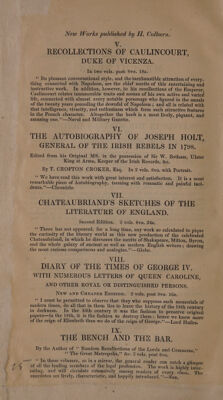 New Works published by H. Colburn.
V.
RECOLLECTIONS OF CAULINCOURT,
DUKE OF VICENZA.
In two vols. post 8vo. 18s.
" Its pleasant conversational style, and the inexhaustible attraction of every-
thing connected with Napoleon, are the chief merits of this entertaining and
instructive work. In addition, however, to his recollections of the Emperor,
Caulincourt relates innumerable traits and scenes of his own active and varied
life, connected with almost every notable personage who figured in the annals
of the twenty years preceding the downfal of Napoleon: and all is related with
that intelligence, vivacity, and enthusiasm which form such attractive features in
the French character. Altogether the book is a most lively, piquant, and
amusing one."—Naval and Military Gazette.
VI.
THE AUTOBIOGRAPHY OF JOSEPH HOLT,
GENERAL OF THE IRISH REBELS IN 1798.
Edited from his Original MS. in the possession of Sir W. Betham, Ulster
King at Arms, Keeper of the Irish Records, &c.
By T. CROFTON CROKER, Esq. In 2 vols. 8vo. with Portrait.
" We have read this work with great interest and satisfaction. It is a most
remarkable piece of Autobiography, teeming with romantic and painful inci-
dents."—Chronicle.
VII.
CHATEAUBRIAND'S SKETCHES OF THE
LITERATURE OF ENGLAND.
Second Edition. 2 vols. 8vo. 24s.
" There has not appeared, for a long time, any work so calculated to pique
the curiosity of the literary world as this new production of the celebrated
Chateaubriand, in which he discusses the merits of Shakspeare, Milton, Byron,
and the whole galaxy of ancient as well as modern English writers; drawing the
most curious comparisons and analogies."—Globe.
VIII.
DIARY OF THE TIMES OF GEORGE IV.
WITH NUMEROUS LETTERS OF QUEEN CAROLINE,
AND OTHER ROYAL OR DISTINGUISHED PERSONS.
NEW AND CHEAPER EDITION. 2 vols. post 8vo. 16s.
" I must be permitted to observe that they who suppress such memorials of
modern times, do all that in them lies to leave the history of the 19th century
in darkness. In the 18th century it was the fashion to preserve original
papers—in the 19th, it is the fashion to destroy them: hence we know more
of the reign of Elizabeth than we do of the reign of George."—Lord Hailes.
IX.
THE BENCH AND THE BAR.
By the Author of " Random Recollections of the Lords and Commons,"
" The Great Metropolis," &c. 2 vols. post 8vo.
" In these volumes, as in a mirror, the general reader can catch a glimpse
of all the leading members of the legal profession. The work is highly inter-
esting, and will circulate commonly among readers of every class. The
anecdotes are lively, characteristic, and happily introduced."—Sun.